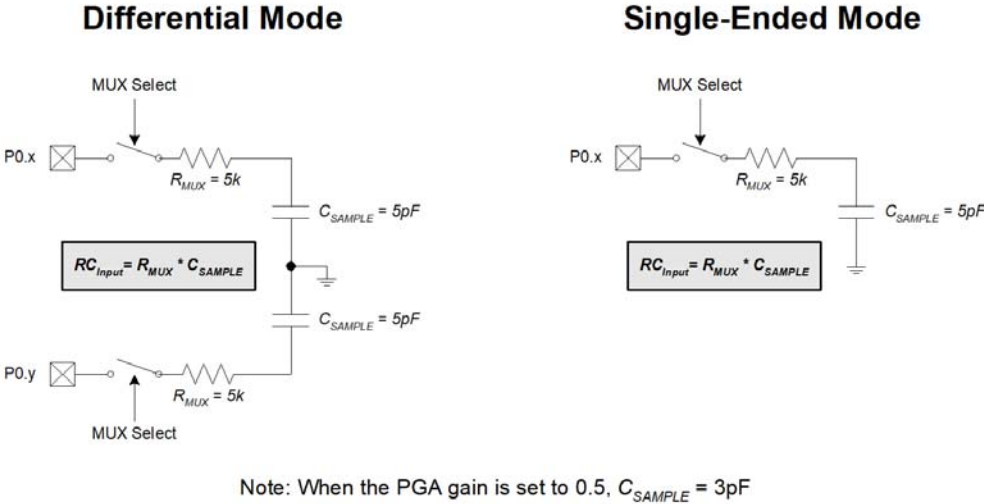 Differential Mode
MUX Select
P0.x
R_MUX = 5k
C_SAMPLE = 5pF
RC_Input = R_MUX * C_SAMPLE
C_SAMPLE = 5pF
P0.y
R_MUX = 5k
MUX Select
Single-Ended Mode
MUX Select
P0.x
R_MUX = 5k
C_SAMPLE = 5pF
RC_Input = R_MUX * C_SAMPLE
Note: When the PGA gain is set to 0.5, C_SAMPLE = 3pF